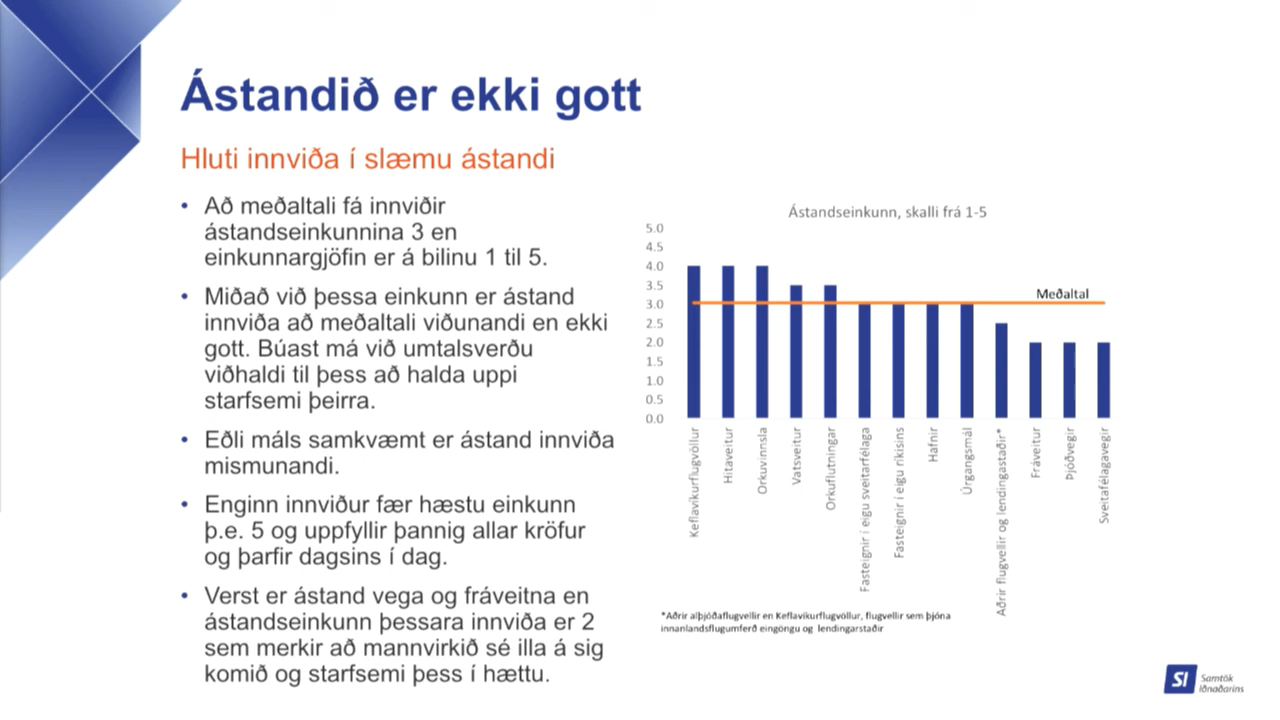 Ástandið er ekki gott
Hluti innviða í slæmu ástandi
• Að meðaltali fá innviðir
ástandseinkunnina 3 en
einkunnargjöfin er á bilinu 1 til 5.
• Miðað við þessa einkunn er ástand
innviða að meðaltali viðunandi en ekki
gott. Búast má við umtalsverðu
viðhaldi til þess að halda uppi
starfsemi þeirra.
• Eðli máls samkvæmt er ástand innviða
mismunandi.
• Enginn innviður fær hæstu einkunn
þ.e. 5 og uppfyllir þannig allar kröfur
og þarfir dagsins í dag.
• Verst er ástand vega og fráveitna en
ástandseinkunn þessara innviða er 2
sem merkir að mannvirkið sé illa á sig
komið og starfsemi þess í hættu.
Ástandseinkunn, skalli frá 1-5
5.0
4.5
4.0
3.5
3.0
2.5
2.0
1.5
1.0
0.5
0.0
Meðaltal
Keflavíkurflugvöllur
Hitaveitur
Orkuvinnsla
Vatsveitur
Orkuflutningar
Fasteignir í eigu sveitarfélaga
Fasteignir í eigu ríkisins
Hafnir
Úrgangsmál
Aðrir flugvellir og lendingastaðir*
Fráveitur
Þjóðvegir
Sveitafélagavegir
*Aðrir alþjóðaflugvellir en Keflavíkurflugvöllur, flugvellir sem þjóna
innanlandsflugumferð eingöngu og lendingarstaðir
SI
Samtök
iðnaðarins